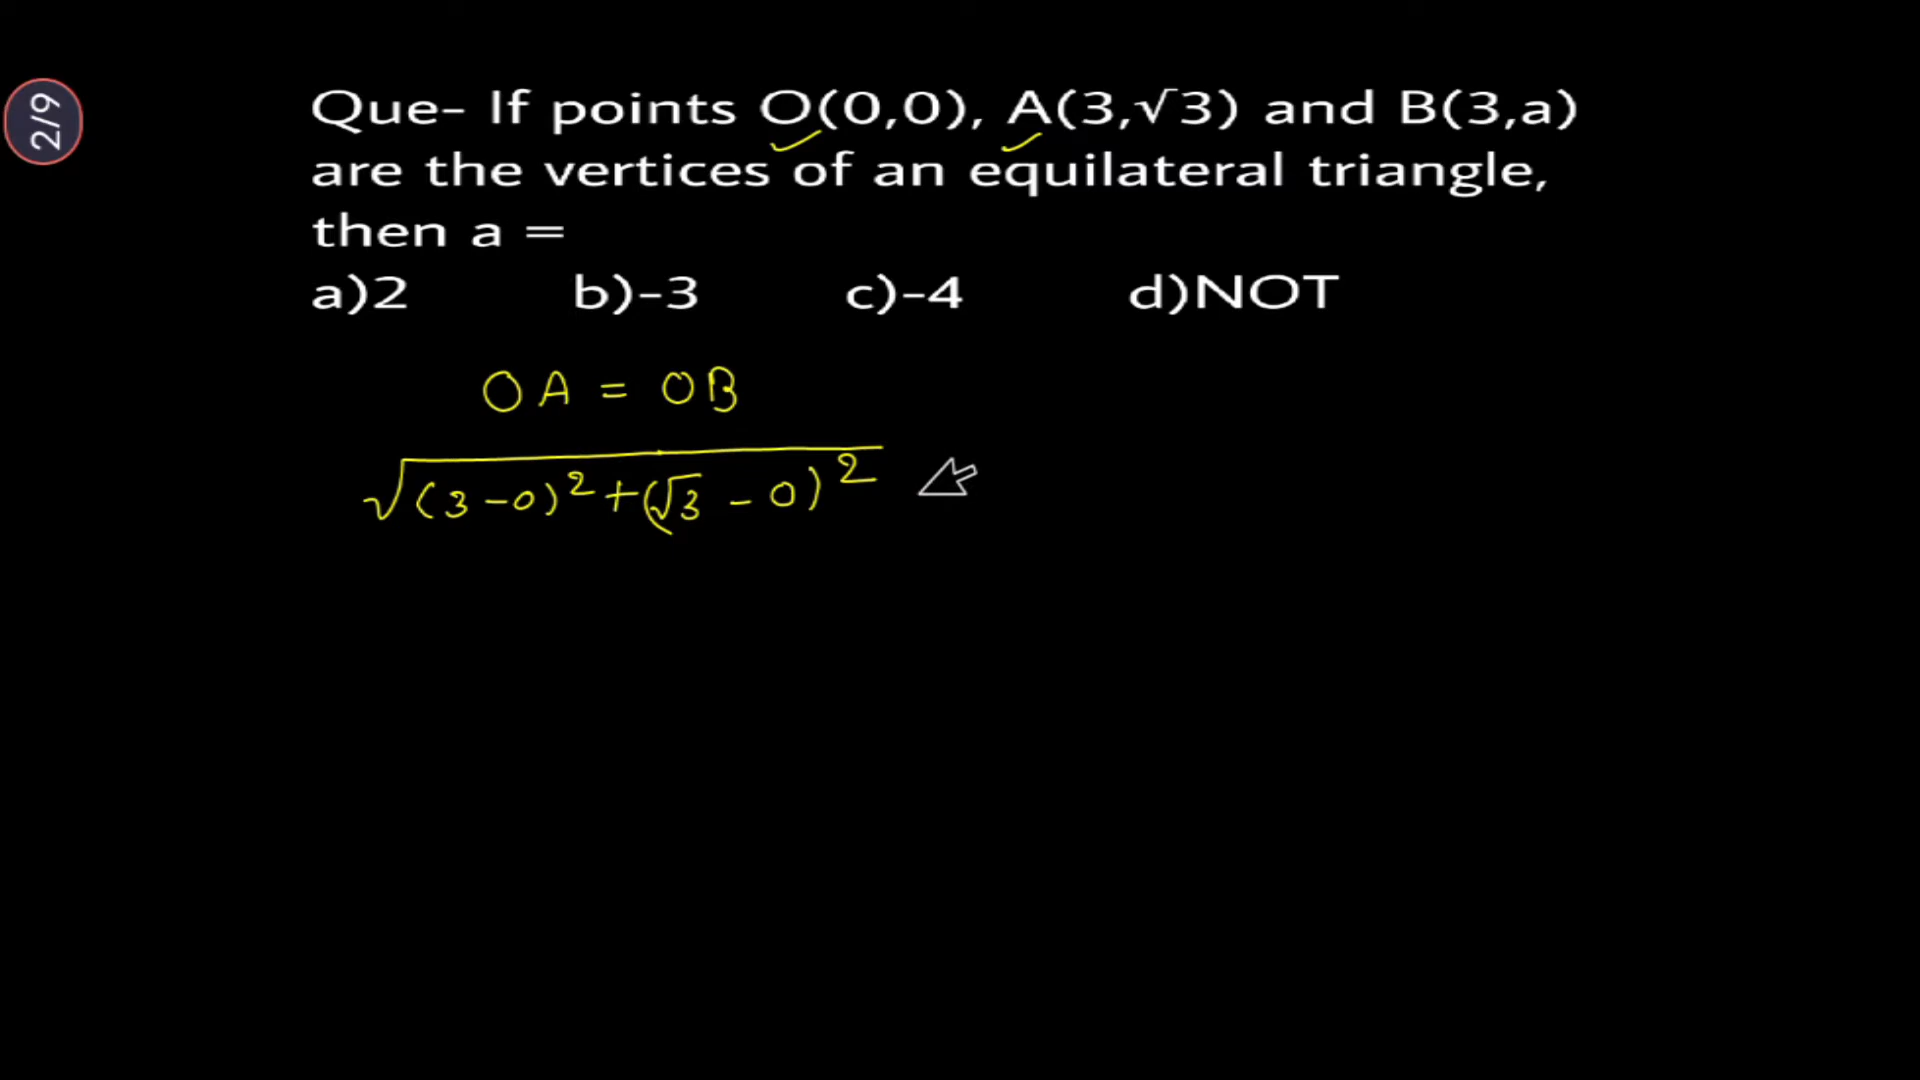 2/9
Que- If points O(0,0), A(3,√3) and B(3,a)
are the vertices of an equilateral triangle,
then a =
a)2 b)-3 c)-4 d)NOT
OA = OB
√(3-0)²+(√3-0)²